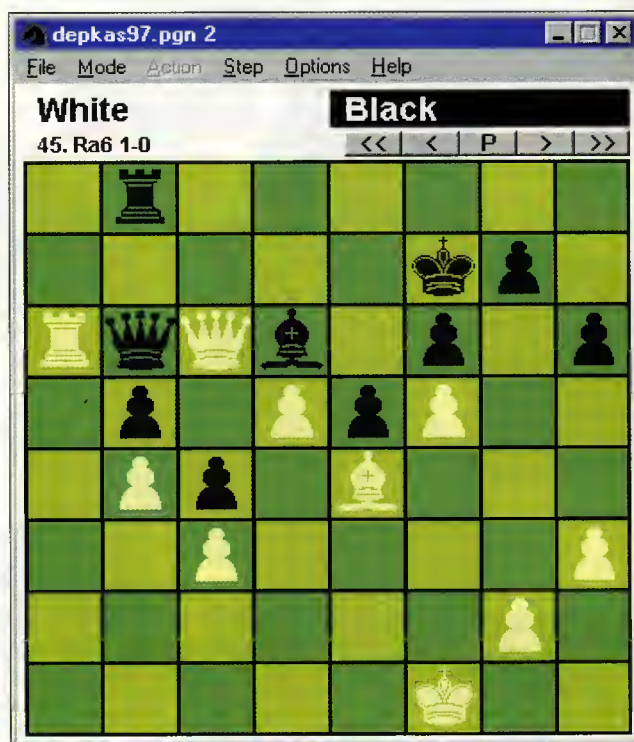 depkas97.pgn 2
File Mode Action Step Options Help
White Black
45. Ra6 1-0 << < P > >>